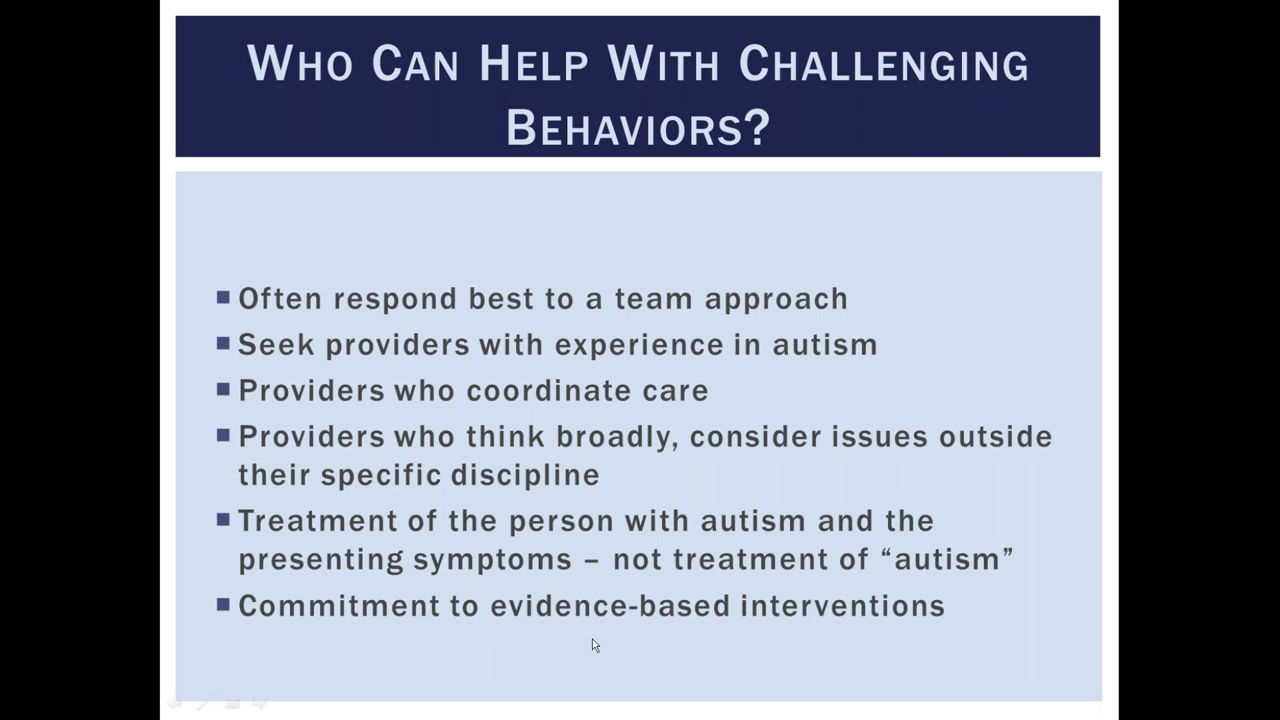 WHO CAN HELP WITH CHALLENGING
BEHAVIORS?
Often respond best to a team approach
Seek providers with experience in autism
Providers who coordinate care
Providers who think broadly, consider issues outside
their specific discipline
Treatment of the person with autism and the
presenting symptoms – not treatment of “autism”
Commitment to evidence-based interventions